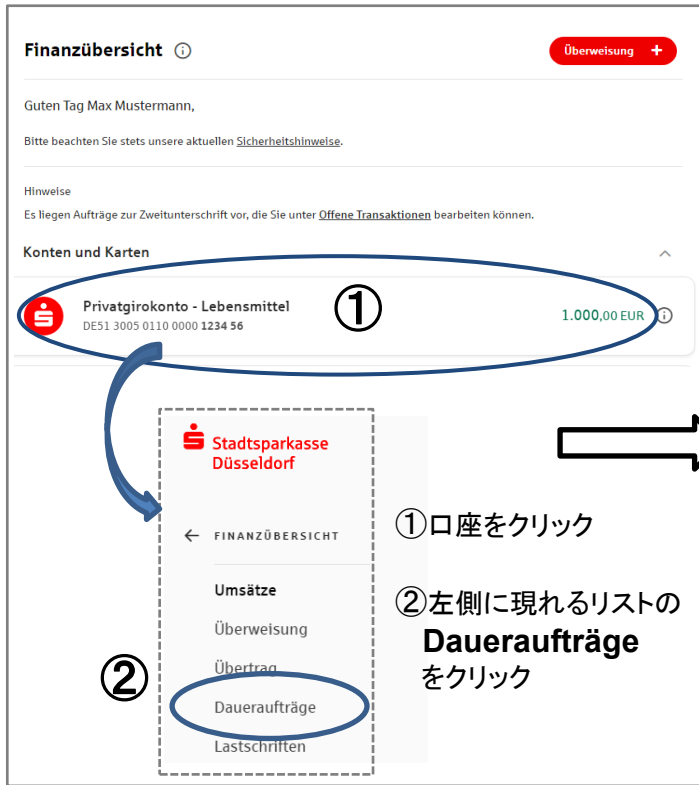 Finanzübersicht
Überweisung +
Guten Tag Max Mustermann,
Bitte beachten Sie stets unsere aktuellen Sicherheitshinweise.
Hinweise
Es liegen Aufträge zur Zweitunterschrift vor, die Sie unter Offene Transaktionen bearbeiten können.
Konten und Karten
Privatgirokonto - Lebensmittel
①
1.000,00 EUR
DE51 3005 0110 0000 1234 56
Stadtsparkasse
Düsseldorf
← FINANZÜBERSICHT
Umsätze
Überweisung
Übertrag
②
Daueraufträge
Lastschriften
①口座をクリック
②左側に現れるリストの
Daueraufträge
をクリック